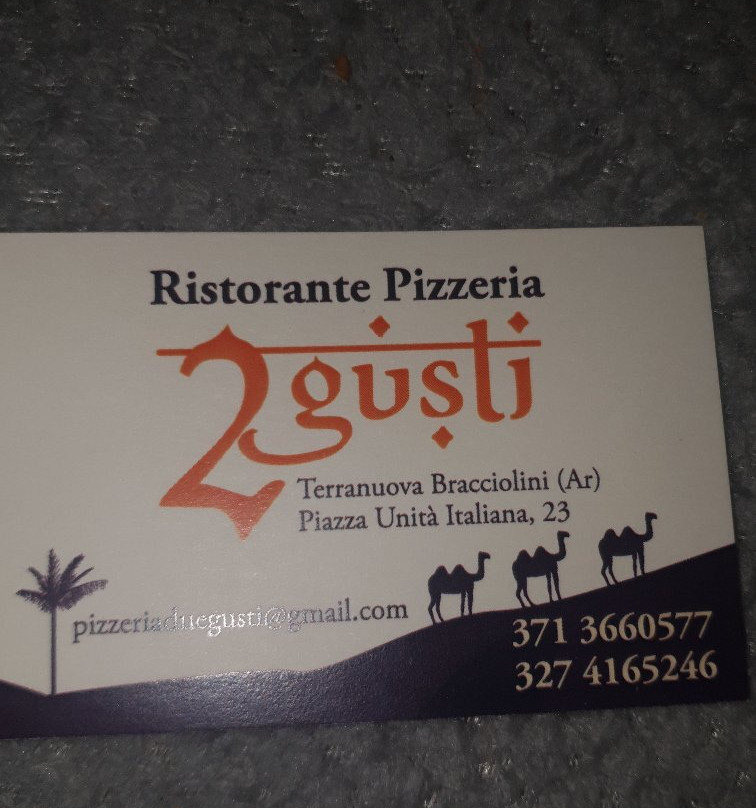 Ristorante Pizzeria
2gusti
Terranuova Bracciolini (Ar)
Piazza Unità Italiana, 23
pizzeriaduegusti@gmail.com
371 3660577
327 4165246